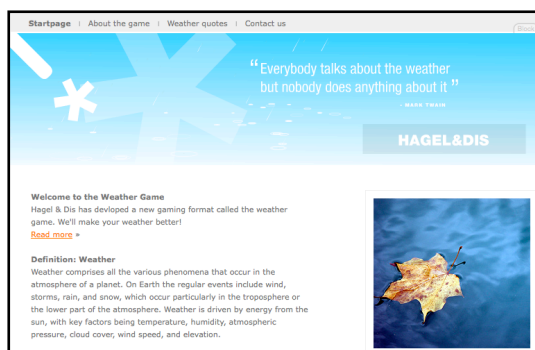 Startpage | About the game | Weather quotes | Contact us
“Everybody talks about the weather
but nobody does anything about it”
- MARK TWAIN
HAGEL&DIS
Welcome to the Weather Game
Hagel & Dis has devloped a new gaming format called the weather
game. We'll make your weather better!
Read more »
Definition: Weather
Weather comprises all the various phenomena that occur in the
atmosphere of a planet. On Earth the regular events include wind,
storms, rain, and snow, which occur particularly in the troposphere or
the lower part of the atmosphere. Weather is driven by energy from the
sun, with key factors being temperature, humidity, atmospheric
pressure, cloud cover, wind speed, and elevation.